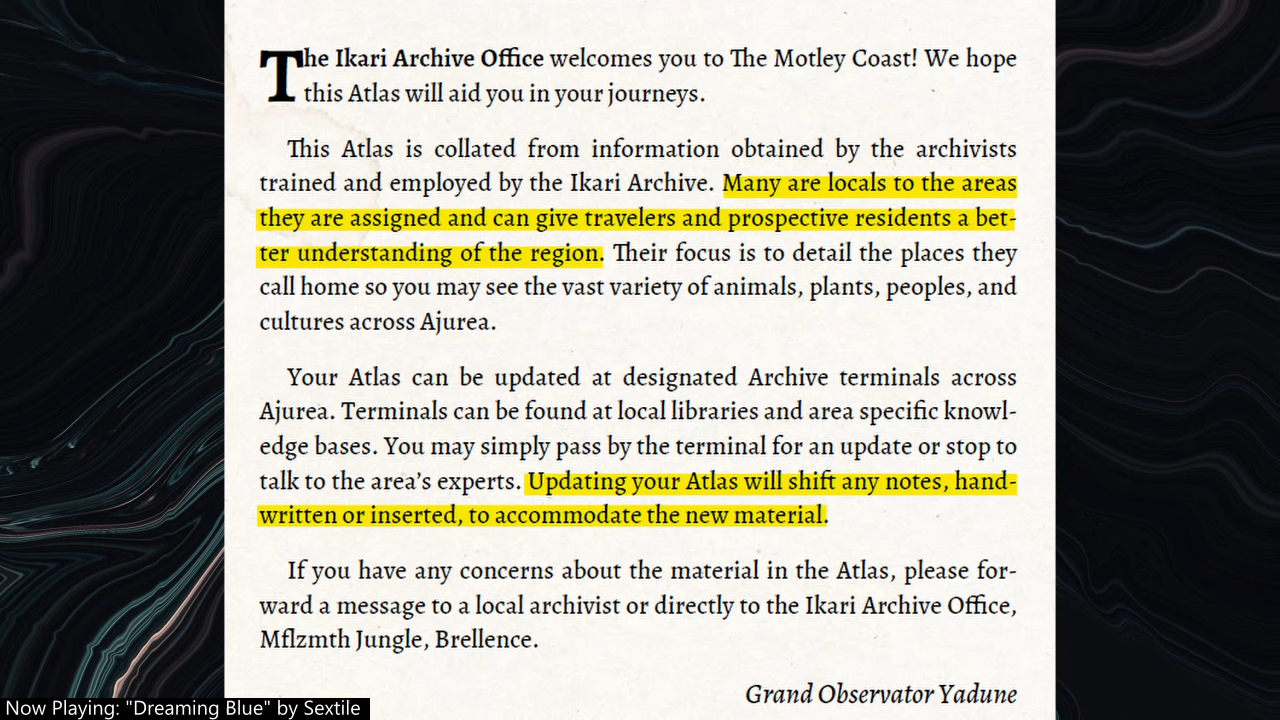 The Ikari Archive Office welcomes you to The Motley Coast! We hope
this Atlas will aid you in your journeys.
This Atlas is collated from information obtained by the archivists
trained and employed by the Ikari Archive. Many are locals to the areas
they are assigned and can give travelers and prospective residents a bet-
ter understanding of the region. Their focus is to detail the places they
call home so you may see the vast variety of animals, plants, peoples, and
cultures across Ajurea.
Your Atlas can be updated at designated Archive terminals across
Ajurea. Terminals can be found at local libraries and area specific knowl-
edge bases. You may simply pass by the terminal for an update or stop to
talk to the area's experts. Updating your Atlas will shift any notes, hand-
written or inserted, to accommodate the new material.
If you have any concerns about the material in the Atlas, please for-
ward a message to a local archivist or directly to the Ikari Archive Office,
Mflzmth Jungle, Brellence.
Grand Observator Yadune
Now Playing: "Dreaming Blue" by Sextile